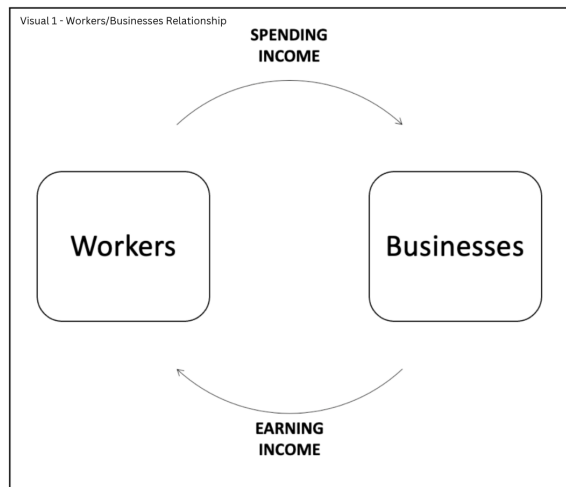 Visual 1 - Workers/Businesses Relationship
SPENDING
INCOME
Workers
Businesses
EARNING
INCOME